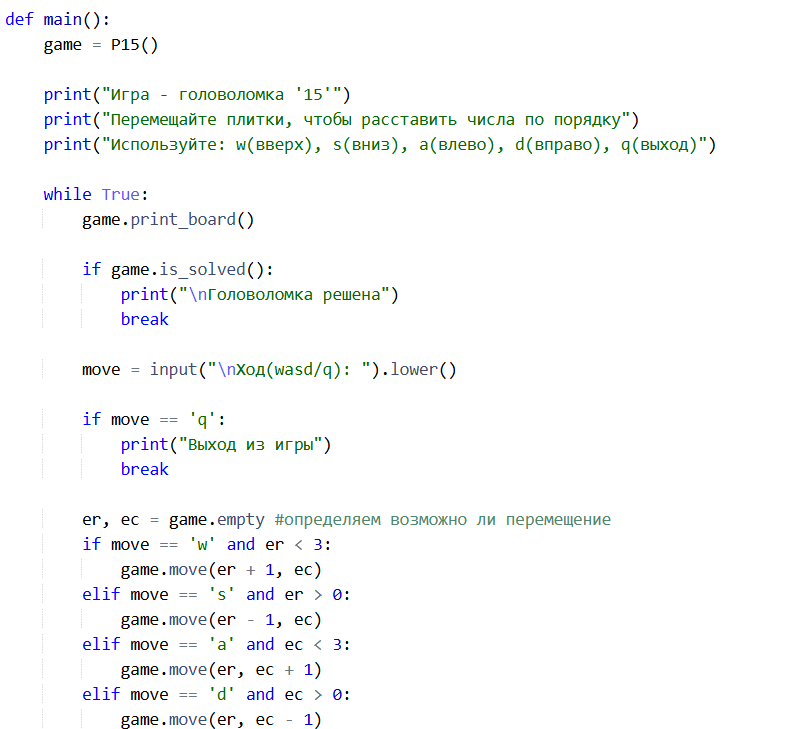 def main():
    game = P15()

    print("Игра - головоломка '15'")
    print("Перемещайте плитки, чтобы расставить числа по порядку")
    print("Используйте: w(вверх), s(вниз), a(влево), d(вправо), q(выход)")

    while True:
        game.print_board()

        if game.is_solved():
            print("\nГоловоломка решена")
            break

        move = input("\nХод(wasd/q): ").lower()

        if move == 'q':
            print("Выход из игры")
            break

        er, ec = game.empty #определяем возможно ли перемещение
        if move == 'w' and er < 3:
            game.move(er + 1, ec)
        elif move == 's' and er > 0:
            game.move(er - 1, ec)
        elif move == 'a' and ec < 3:
            game.move(er, ec + 1)
        elif move == 'd' and ec > 0:
            game.move(er, ec - 1)